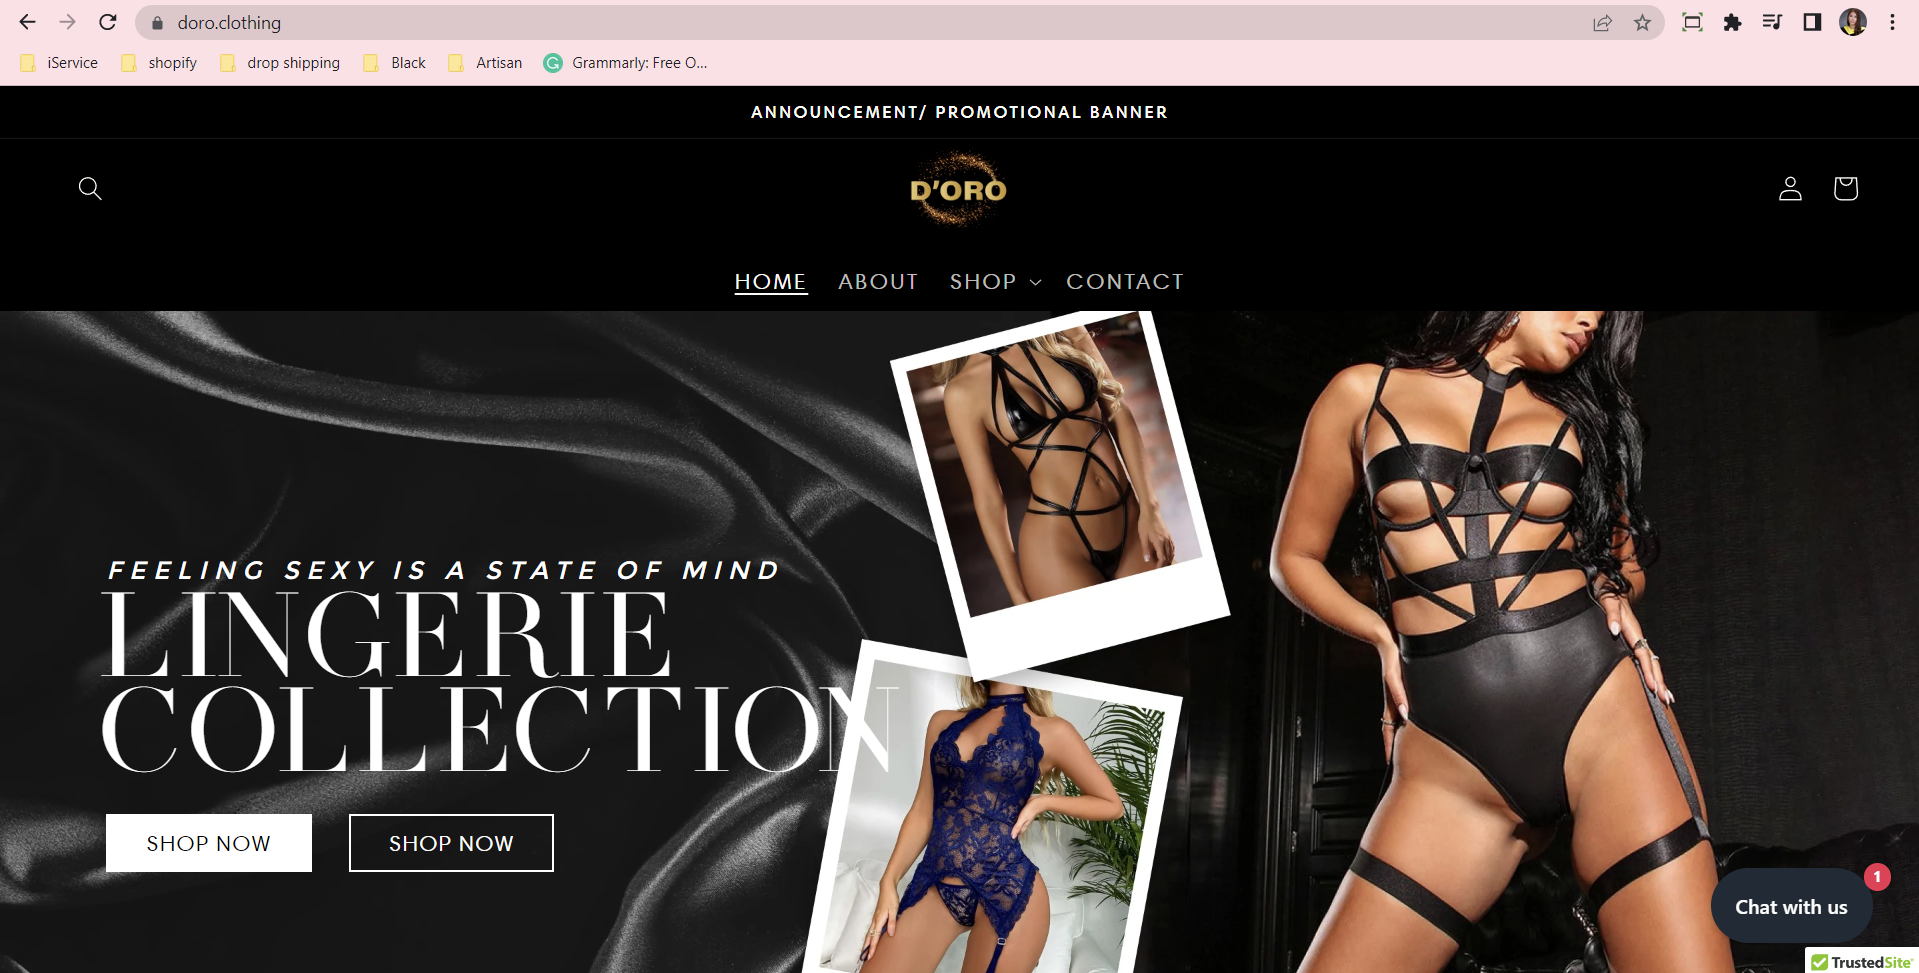 doro.clothing
iService
shopify
drop shipping
Black
Artisan
Grammarly: Free O...
ANNOUNCEMENT/ PROMOTIONAL BANNER
D'ORO
HOME
ABOUT
SHOP
CONTACT
FEELING SEXY IS A STATE OF MIND
LINGERIE
COLLECTION
SHOP NOW
SHOP NOW
1
Chat with us
TrustedSite